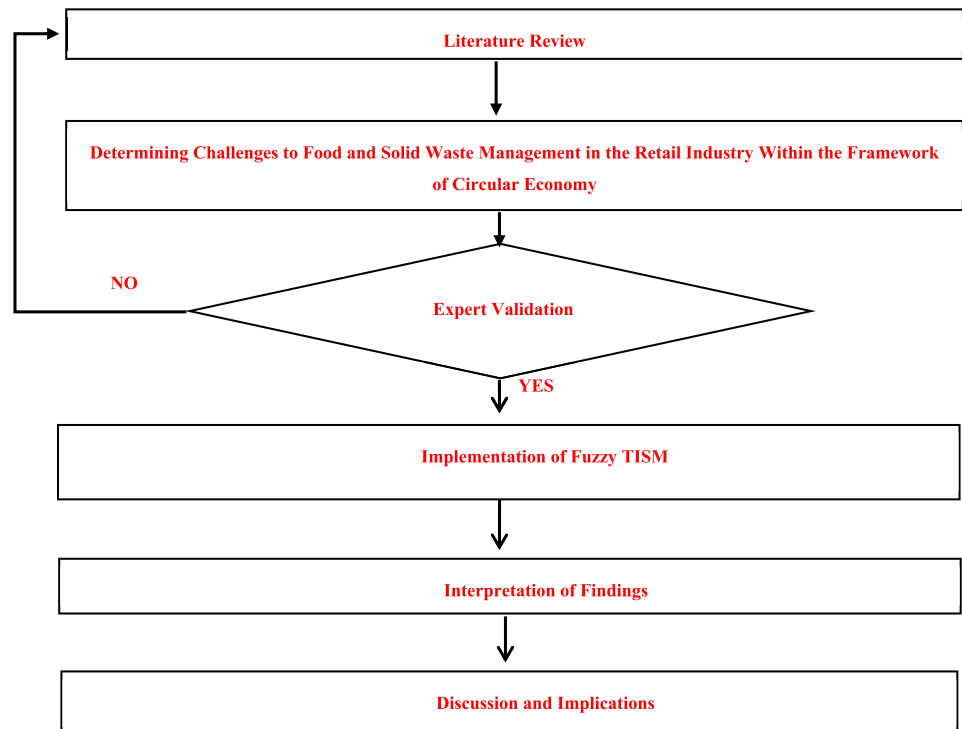 Literature Review
Determining Challenges to Food and Solid Waste Management in the Retail Industry Within the Framework
of Circular Economy
NO
Expert Validation
YES
Implementation of Fuzzy TISM
Interpretation of Findings
Discussion and Implications